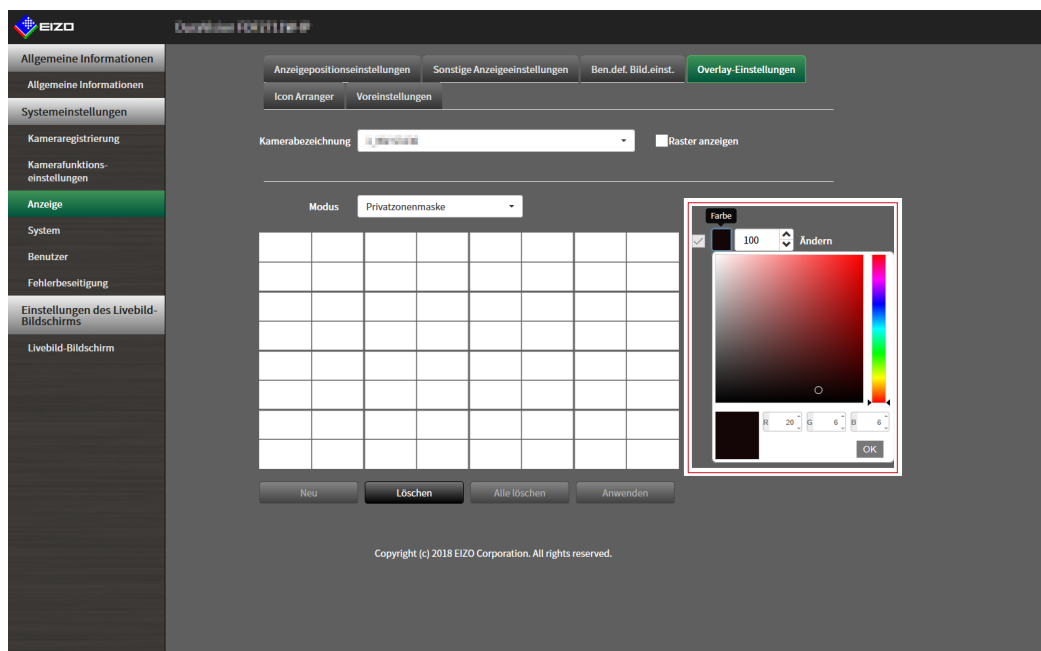 EIZO
Allgemeine Informationen
Allgemeine Informationen
Systemeinstellungen
Kameraregistrierung
Kamerafunktions-
einstellungen
Anzeige
System
Benutzer
Fehlerbeseitigung
Einstellungen des Livebild-
Bildschirms
Livebild-Bildschirm
Anzeigepositionseinstellungen Sonstige Anzeigeeinstellungen Ben.def. Bild.einst. Overlay-Einstellungen
Icon Arranger Voreinstellungen
Kamerabezeichnung Raster anzeigen
Modus Privatzonenmaske
Farbe
100 Ändern
R 20 G 6 B 6
OK
Neu Löschen Alle löschen Anwenden
Copyright (c) 2018 EIZO Corporation. All rights reserved.